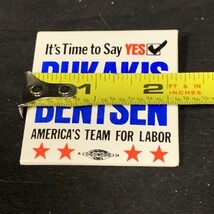 It's Time to Say YES
DUKAKIS
1 2 FT & IN INCHES
BENTSEN
AMERICA'S TEAM FOR LABOR